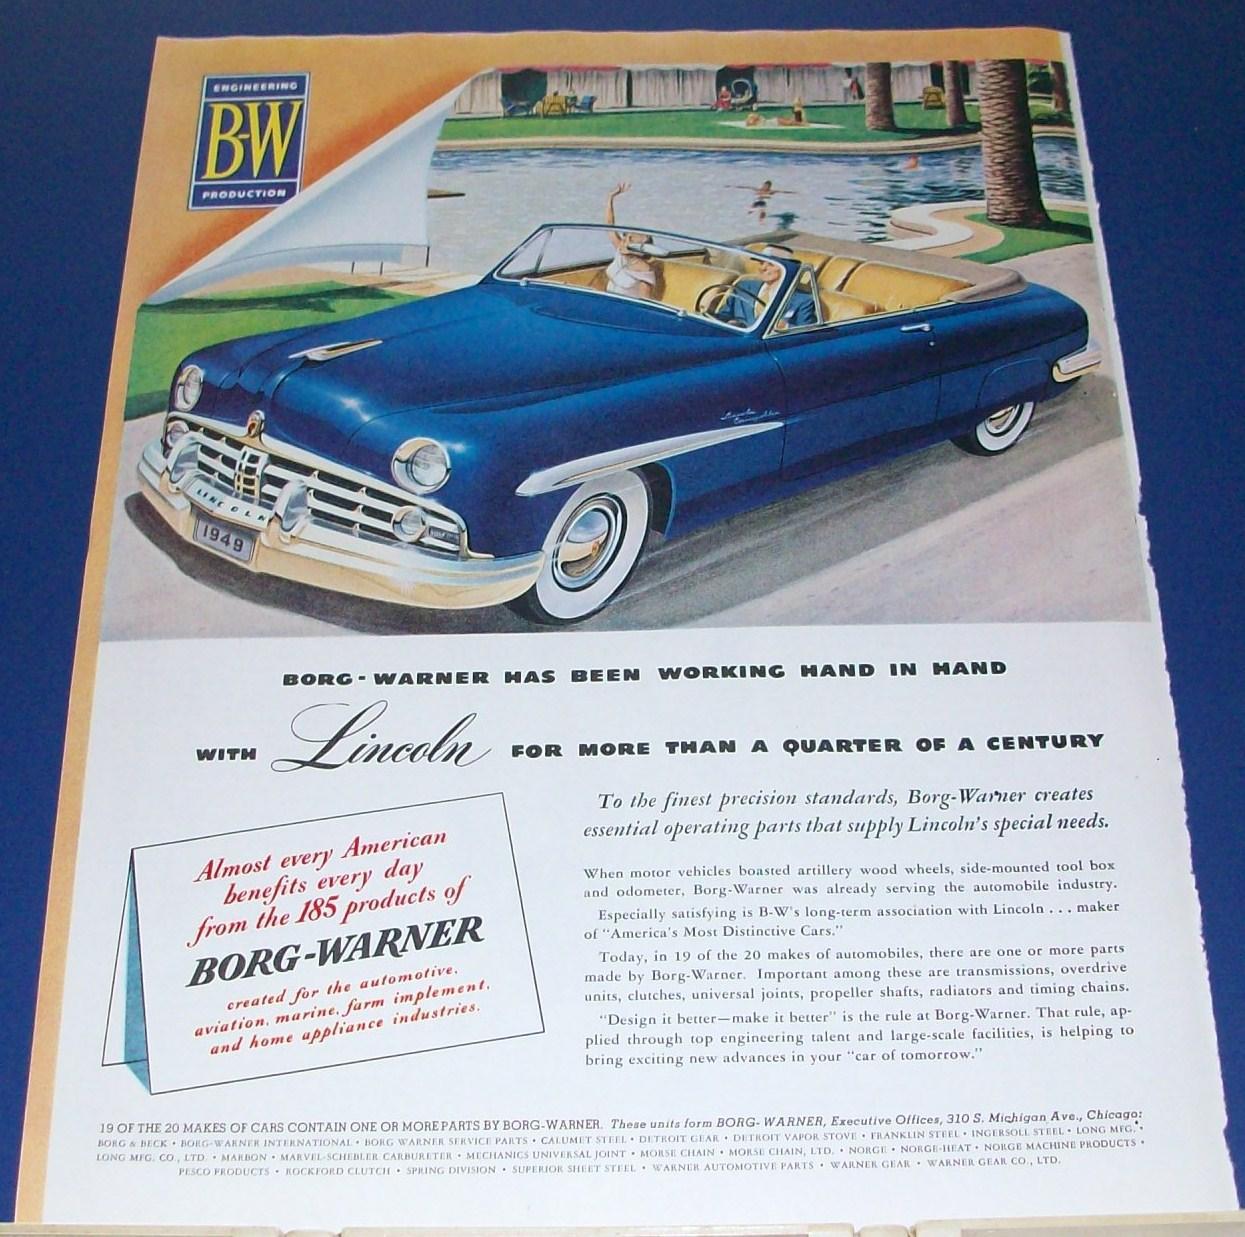 ENGINEERING
B-W
PRODUCTION
Lincoln
Cosmopolitan
LINCOLN
1949
BORG-WARNER HAS BEEN WORKING HAND IN HAND
WITH Lincoln FOR MORE THAN A QUARTER OF A CENTURY
Almost every American
benefits every day
from the 185 products of
BORG-WARNER
created for the automotive,
aviation, marine, farm implement,
and home appliance industries.
To the finest precision standards, Borg-Warner creates
essential operating parts that supply Lincoln's special needs.
When motor vehicles boasted artillery wood wheels, side-mounted tool box
and odometer, Borg-Warner was already serving the automobile industry.
Especially satisfying is B-W's long-term association with Lincoln . . . maker
of "America's Most Distinctive Cars."
Today, in 19 of the 20 makes of automobiles, there are one or more parts
made by Borg-Warner. Important among these are transmissions, overdrive
units, clutches, universal joints, propeller shafts, radiators and timing chains.
"Design it better—make it better" is the rule at Borg-Warner. That rule, ap-
plied through top engineering talent and large-scale facilities, is helping to
bring exciting new advances in your "car of tomorrow."
19 OF THE 20 MAKES OF CARS CONTAIN ONE OR MORE PARTS BY BORG-WARNER. These units form BORG-WARNER, Executive Offices, 310 S. Michigan Ave., Chicago:
BORG & BECK • BORG-WARNER INTERNATIONAL • BORG WARNER SERVICE PARTS • CALUMET STEEL • DETROIT GEAR • DETROIT VAPOR STOVE • FRANKLIN STEEL • INGERSOLL STEEL • LONG MFG. •
LONG MFG. CO., LTD. • MARBON • MARVEL-SCHEBLER CARBURETER • MECHANICS UNIVERSAL JOINT • MORSE CHAIN • MORSE CHAIN, LTD. • NORGE • NORGE-HEAT • NORGE MACHINE PRODUCTS •
PESCO PRODUCTS • ROCKFORD CLUTCH • SPRING DIVISION • SUPERIOR SHEET STEEL • WARNER AUTOMOTIVE PARTS • WARNER GEAR • WARNER GEAR CO., LTD.